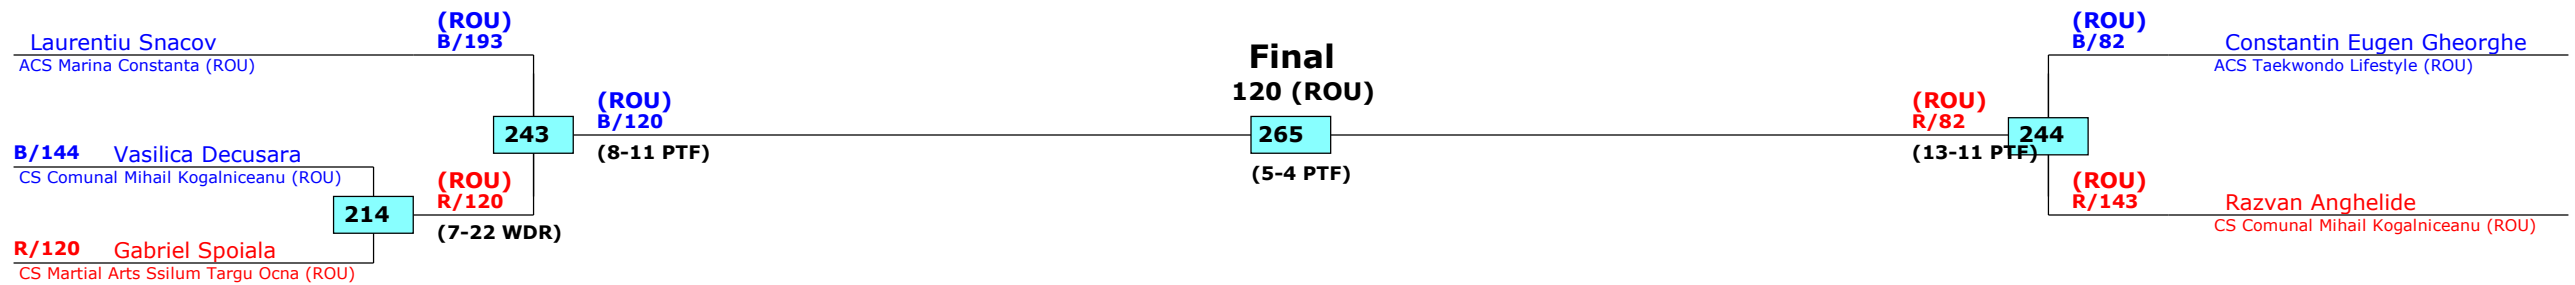 (ROU)
B/193
Laurentiu Snacov
ACS Marina Constanta (ROU)
(ROU)
B/120
243
(8-11 PTF)
B/144 Vasilica Decusara
CS Comunal Mihail Kogalniceanu (ROU)
(ROU)
R/120
214
(7-22 WDR)
R/120 Gabriel Spoiala
CS Martial Arts Ssilum Targu Ocna (ROU)
Final
120 (ROU)
265
(5-4 PTF)
(ROU)
B/82
Constantin Eugen Gheorghe
ACS Taekwondo Lifestyle (ROU)
(ROU)
R/82
244
(13-11 PTF)
(ROU)
R/143
Razvan Anghelide
CS Comunal Mihail Kogalniceanu (ROU)